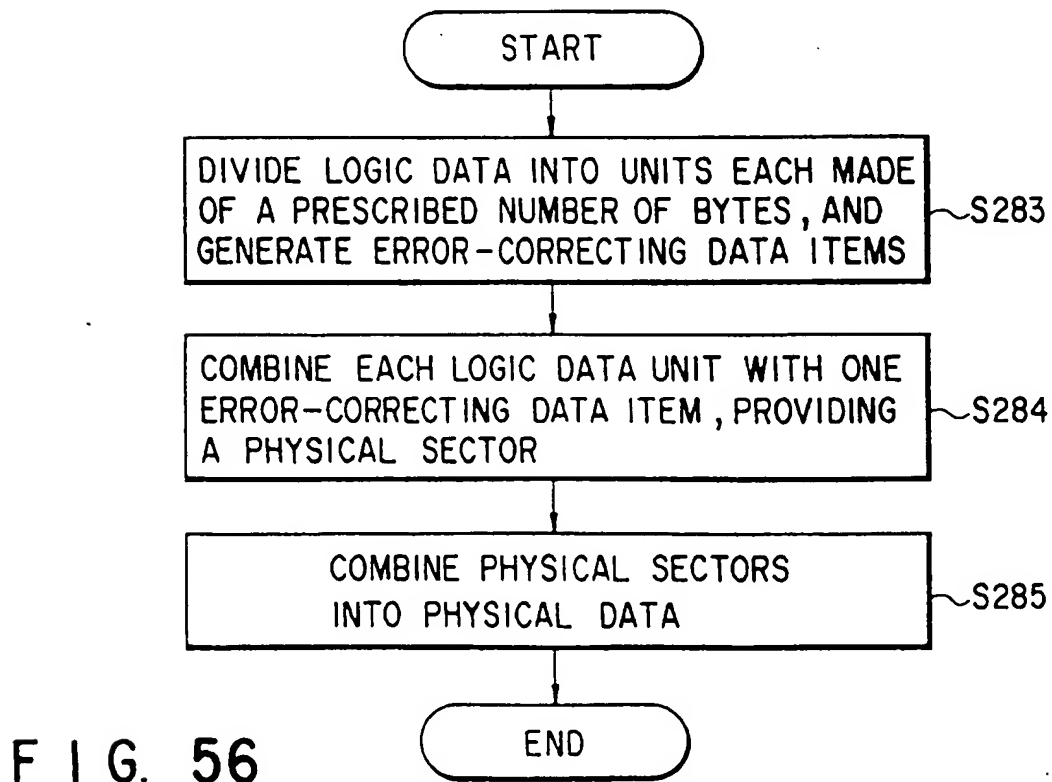 START
DIVIDE LOGIC DATA INTO UNITS EACH MADE
OF A PRESCRIBED NUMBER OF BYTES, AND
GENERATE ERROR-CORRECTING DATA ITEMS
S283
COMBINE EACH LOGIC DATA UNIT WITH ONE
ERROR-CORRECTING DATA ITEM, PROVIDING
A PHYSICAL SECTOR
S284
COMBINE PHYSICAL SECTORS
INTO PHYSICAL DATA
S285
END
FIG. 56